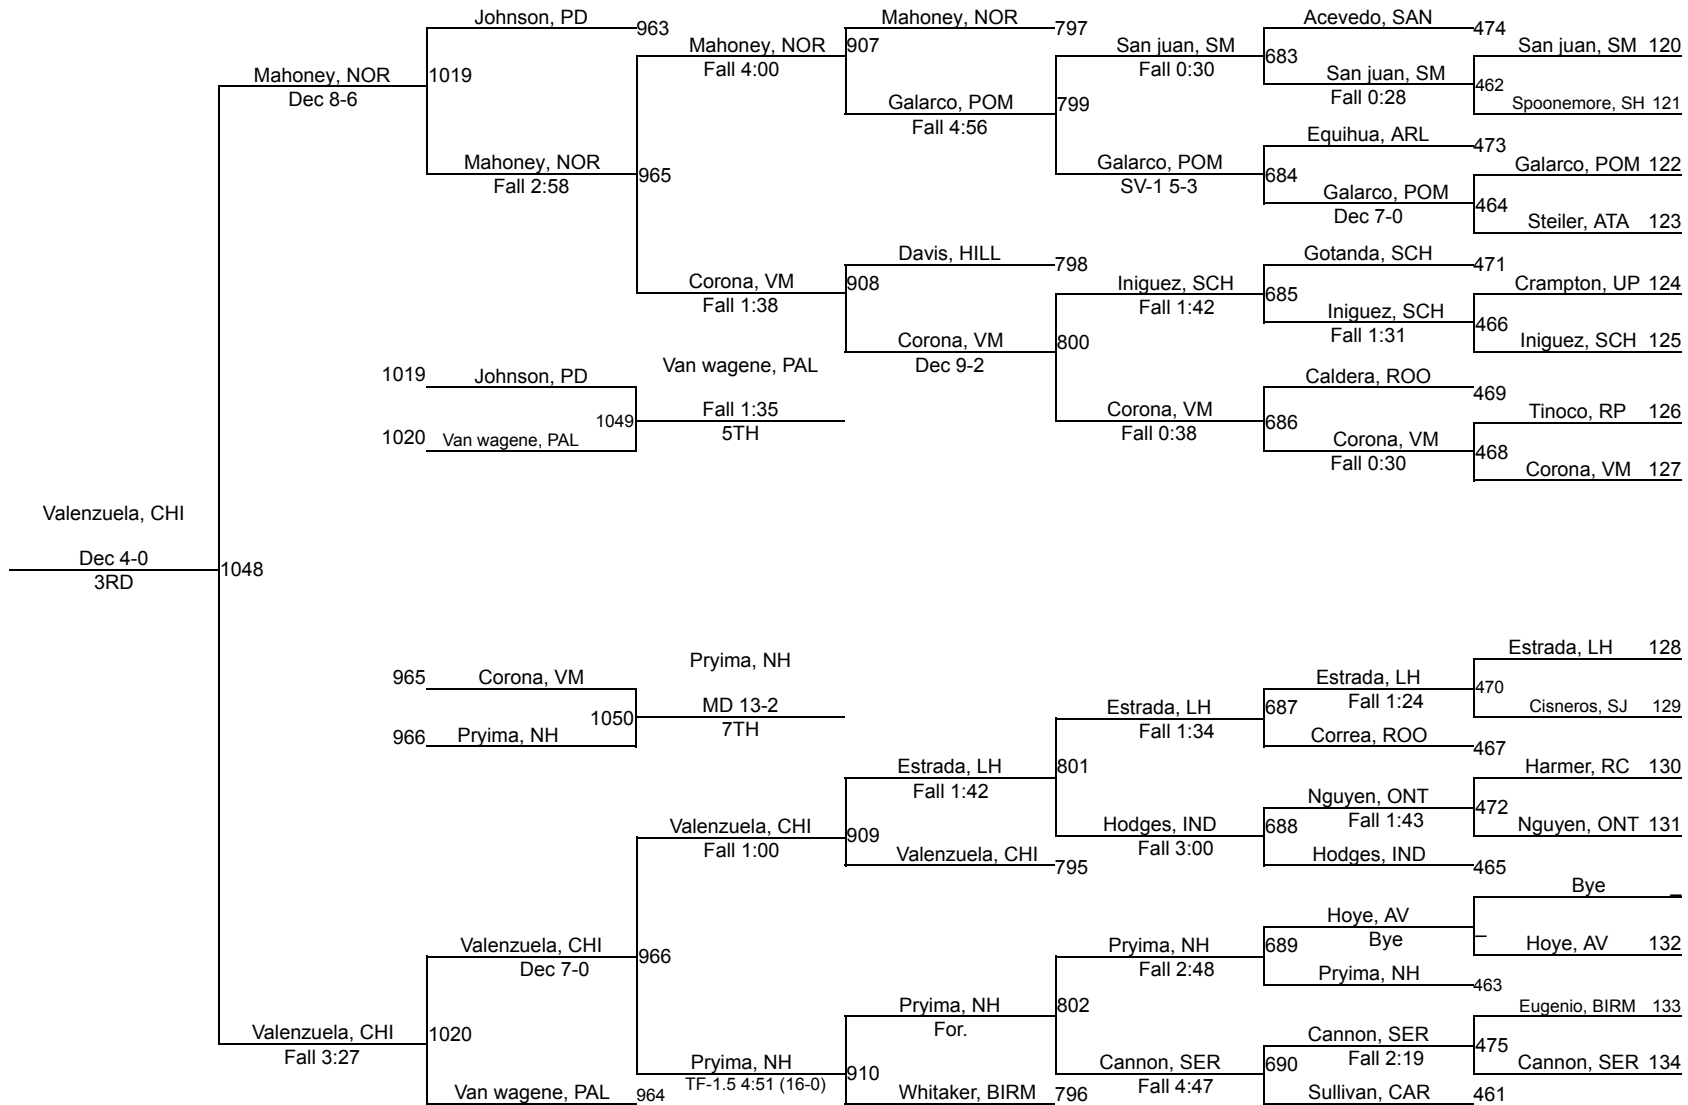 Johnson, PD 963 Mahoney, NOR 797 Acevedo, SAN 474
Mahoney, NOR 907 San juan, SM 683 San juan, SM 120
Fall 4:00 Fall 0:30
Mahoney, NOR 1019 San juan, SM 462
Dec 8-6 Fall 0:28
Galarco, POM 799 Spoonemore, SH 121
Fall 4:56
Equihua, ARL 473
Mahoney, NOR 965 Galarco, POM 684 Galarco, POM 122
Fall 2:58 SV-1 5-3
Galarco, POM 464
Dec 7-0
Steiler, ATA 123
Davis, HILL 798 Gotanda, SCH 471
Corona, VM 908 Iniguez, SCH 685 Crampton, UP 124
Fall 1:38 Fall 1:42
Iniguez, SCH 466
Fall 1:31
Corona, VM 800 Iniguez, SCH 125
Dec 9-2
Van wagene, PAL
1019 Johnson, PD Caldera, ROO 469
Fall 1:35 Corona, VM 686 Tinoco, RP 126
1049 5TH Fall 0:38
1020 Van wagene, PAL Corona, VM 468
Fall 0:30
Corona, VM 127
Valenzuela, CHI
Dec 4-0
3RD 1048
Estrada, LH 128
Pryima, NH
965 Corona, VM Estrada, LH 470
Fall 1:24
MD 13-2 Estrada, LH 687 Cisneros, SJ 129
1050 7TH Fall 1:34
966 Pryima, NH Correa, ROO 467
Estrada, LH 801 Harmer, RC 130
Fall 1:42
Nguyen, ONT 472
Fall 1:43
Valenzuela, CHI 909 Hodges, IND 688 Nguyen, ONT 131
Fall 1:00 Fall 3:00
Valenzuela, CHI 795 Hodges, IND 465
Bye _
Hoye, AV _
Bye
Valenzuela, CHI 966 Pryima, NH 689 Hoye, AV 132
Dec 7-0 Fall 2:48
Pryima, NH 463
Pryima, NH 802 Eugenio, BIRM 133
For.
Valenzuela, CHI 1020 Cannon, SER 475
Fall 3:27 Fall 2:19
Pryima, NH 910 Cannon, SER 690 Cannon, SER 134
TF-1.5 4:51 (16-0) Fall 4:47
Van wagene, PAL 964 Whitaker, BIRM 796 Sullivan, CAR 461